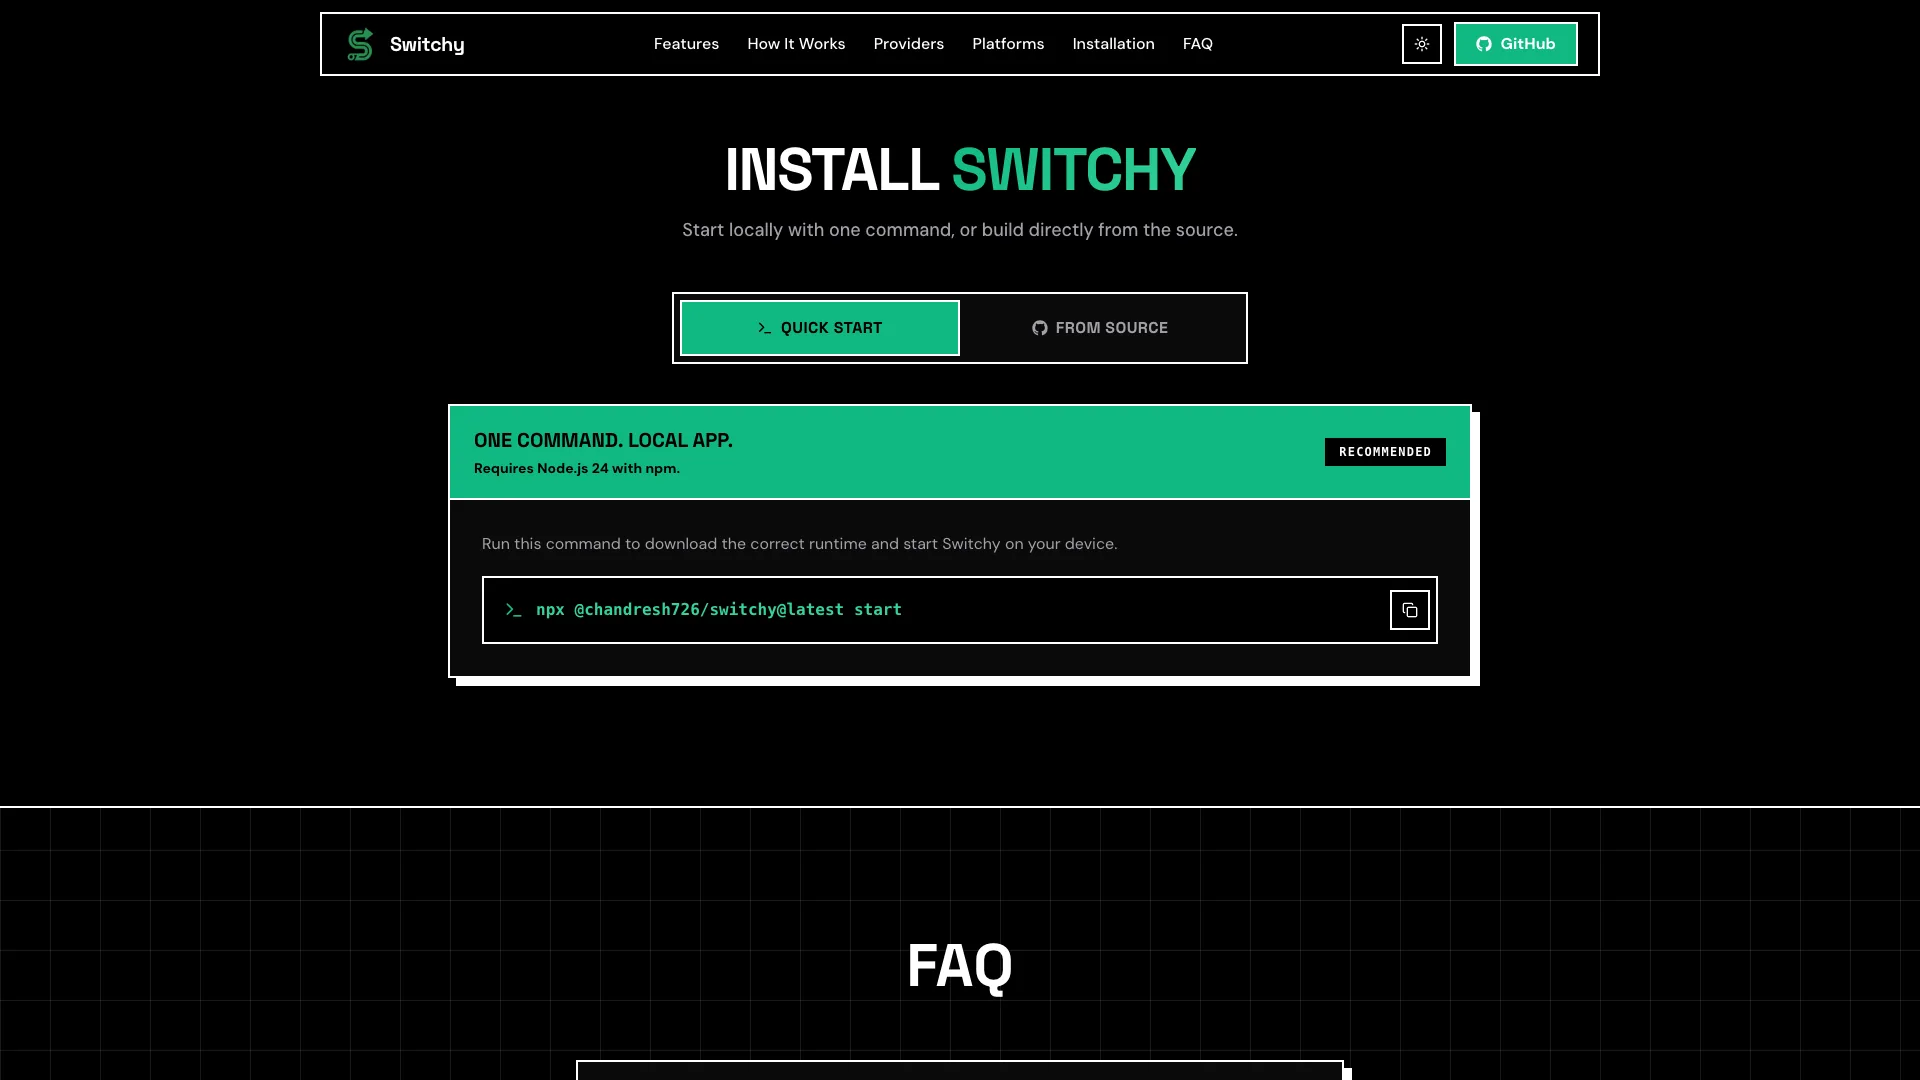 Switchy
Features
How It Works
Providers
Platforms
Installation
FAQ
GitHub
INSTALL SWITCHY
Start locally with one command, or build directly from the source.
QUICK START
FROM SOURCE
ONE COMMAND. LOCAL APP.
Requires Node.js 24 with npm.
RECOMMENDED
Run this command to download the correct runtime and start Switchy on your device.
npx @chandresh726/switchy@latest start
FAQ